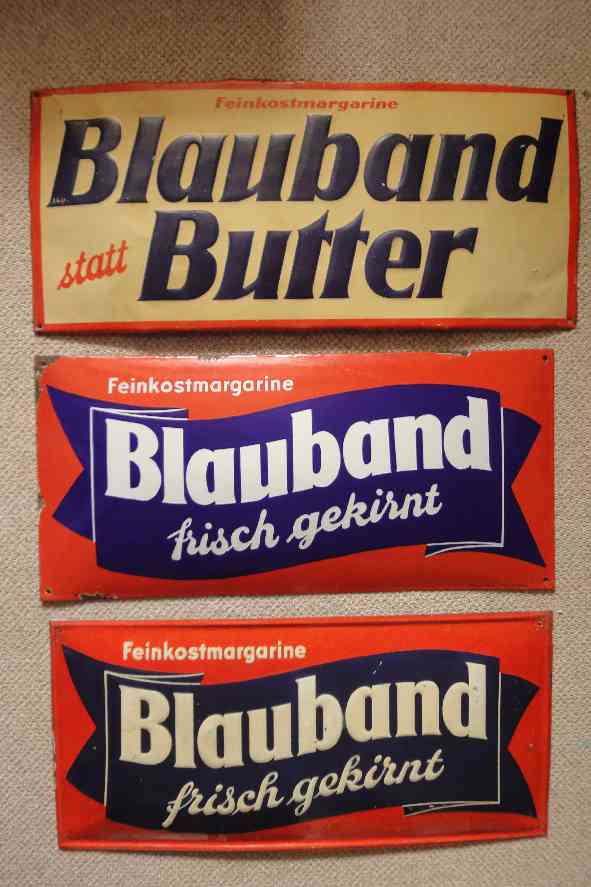 Feinkostmargarine
Blauband
statt Butter
Feinkostmargarine
Blauband
frisch gekirnt
Feinkostmargarine
Blauband
frisch gekirnt